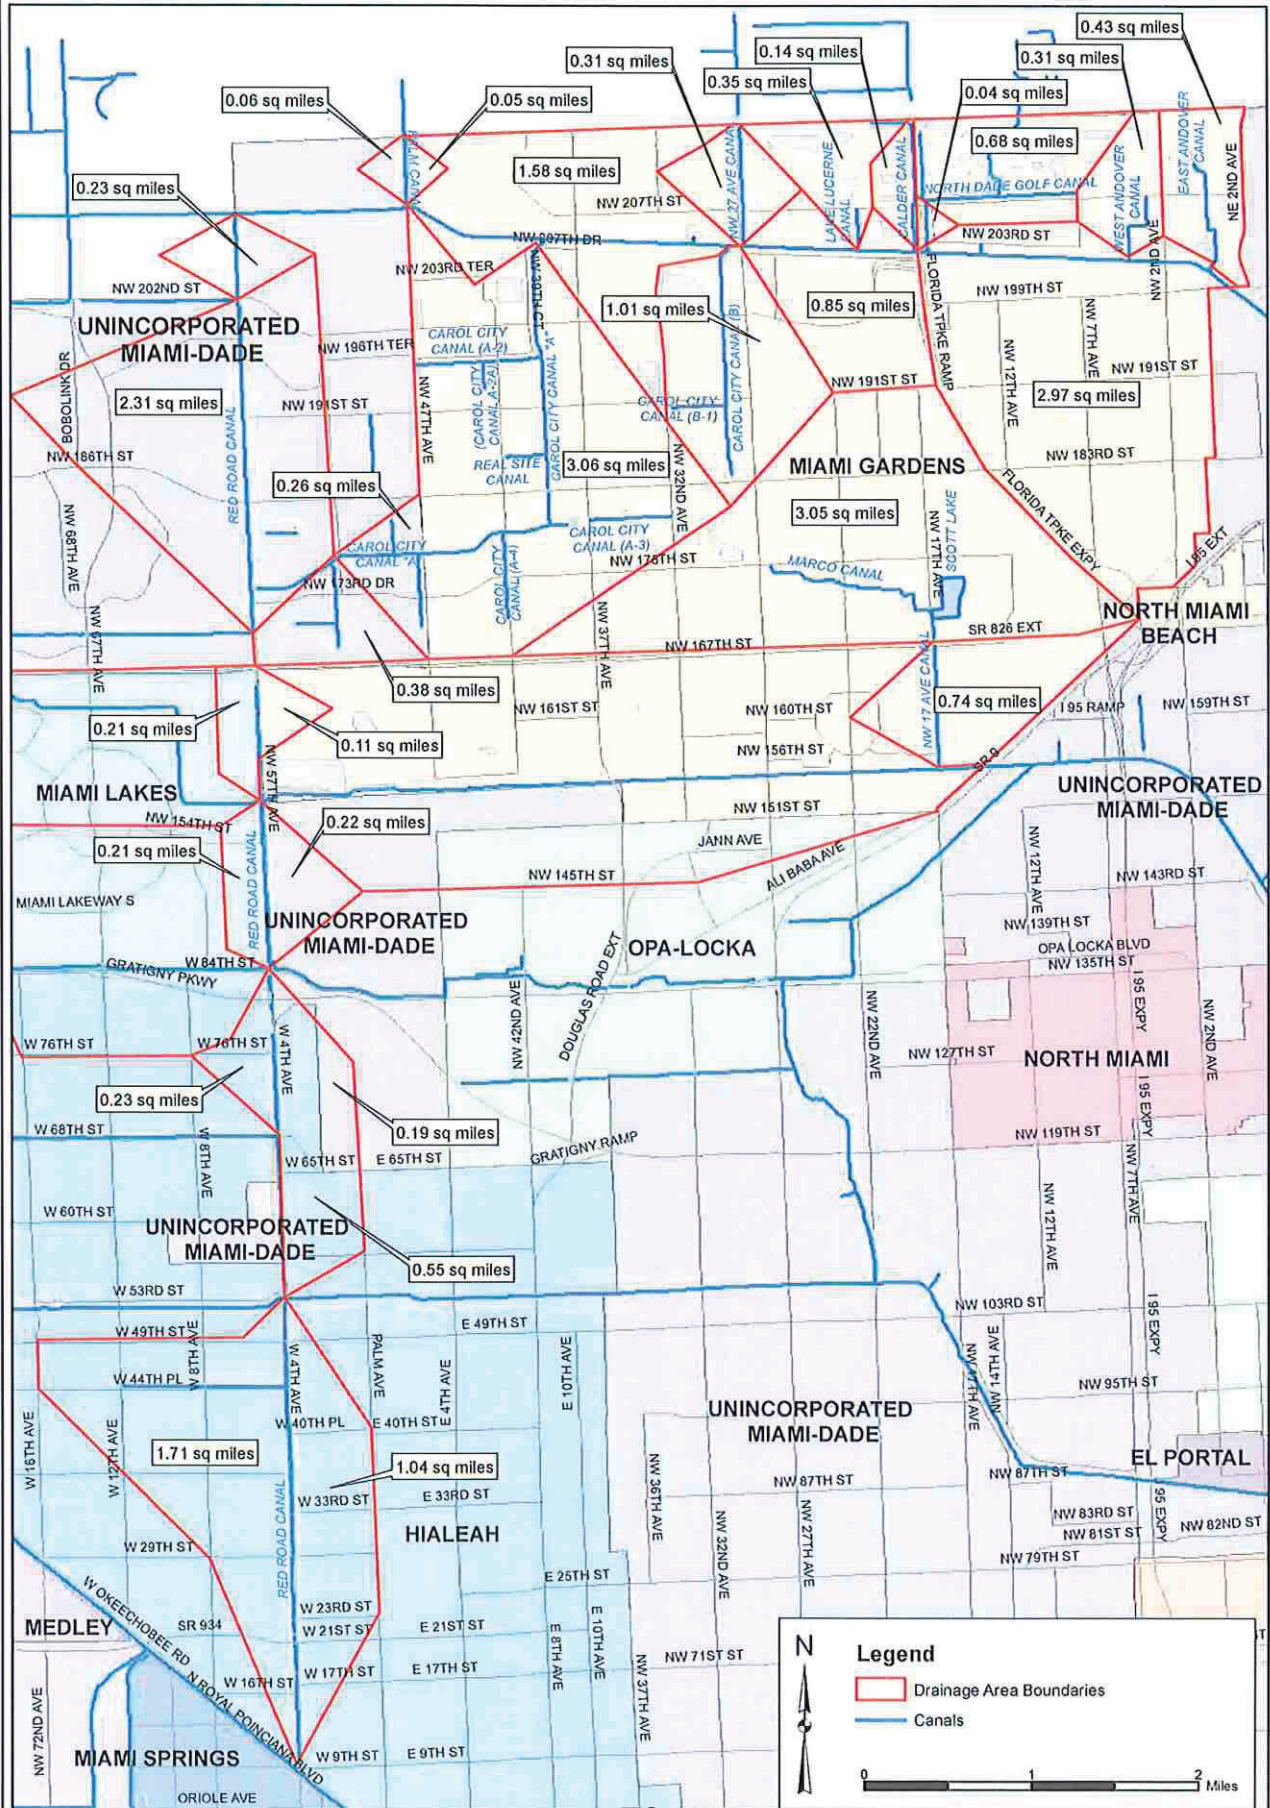 0.43 sq miles
0.31 sq miles
0.14 sq miles
0.31 sq miles
0.35 sq miles
0.04 sq miles
0.06 sq miles
0.05 sq miles
0.68 sq miles
1.58 sq miles
0.23 sq miles
PALM CANAL
NW 27 AVE CANAL
LAKE LUCERNE
CANAL
CALDER CANAL
NORTH DADE GOLF CANAL
WEST ANDOVER
CANAL
EAST ANDOVER
CANAL
NE 2ND AVE
NW 2ND AVE
NW 207TH ST
NW 207TH DR
NW 203RD ST
NW 203RD TER
NW 39TH CT
NW 202ND ST
NW 199TH ST
UNINCORPORATED
MIAMI-DADE
1.01 sq miles
0.85 sq miles
FLORIDA TPKE RAMP
NW 196TH TER
CAROL CITY
CANAL (A-2)
(CAROL CITY
CANAL A-2A)
CAROL CITY CANAL "A"
CAROL CITY CANAL (B)
CAROL CITY
CANAL (B-1)
BOBOLINK DR
2.31 sq miles
RED ROAD CANAL
NW 191ST ST
NW 47TH AVE
NW 191ST ST
NW 12TH AVE
NW 7TH AVE
NW 191ST ST
2.97 sq miles
NW 186TH ST
NW 183RD ST
REAL SITE
CANAL
3.06 sq miles
NW 32ND AVE
MIAMI GARDENS
0.26 sq miles
3.05 sq miles
FLORIDA TPKE EXPY
NW 68TH AVE
CAROL CITY
CANAL "A"
CAROL CITY
CANAL (A-3)
CAROL CITY
CANAL (A-4)
NW 175TH ST
NW 173RD DR
MARCO CANAL
NW 17TH AVE
SCOTT LAKE
I 95 EXT
NORTH MIAMI
BEACH
NW 67TH AVE
NW 37TH AVE
NW 167TH ST
SR 826 EXT
0.38 sq miles
0.21 sq miles
0.11 sq miles
NW 161ST ST
NW 160TH ST
NW 17 AVE CANAL
0.74 sq miles
I 95 RAMP
NW 159TH ST
NW 156TH ST
SR-9
NW 57TH AVE
MIAMI LAKES
UNINCORPORATED
MIAMI-DADE
NW 154TH ST
0.22 sq miles
NW 151ST ST
JANN AVE
ALI BABA AVE
0.21 sq miles
RED ROAD CANAL
NW 145TH ST
NW 12TH AVE
NW 143RD ST
MIAMI LAKEWAY S
UNINCORPORATED
MIAMI-DADE
OPA-LOCKA
NW 139TH ST
OPA LOCKA BLVD
NW 135TH ST
W 84TH ST
GRATIGNY PKWY
DOUGLAS ROAD EXT
NW 42ND AVE
NW 22ND AVE
I 95 EXPY
NW 2ND AVE
W 76TH ST
W 76TH ST
W 4TH AVE
NW 127TH ST
NORTH MIAMI
0.23 sq miles
0.19 sq miles
I 95 EXPY
W 68TH ST
W 8TH AVE
W 65TH ST
E 65TH ST
GRATIGNY RAMP
NW 119TH ST
NW 7TH AVE
NW 12TH AVE
W 60TH ST
UNINCORPORATED
MIAMI-DADE
0.55 sq miles
W 53RD ST
NW 103RD ST
I 95 EXPY
W 49TH ST
E 49TH ST
W 8TH AVE
W 4TH AVE
PALM AVE
E 4TH AVE
E 10TH AVE
NW 17TH AVE
NW 14TH AVE
W 44TH PL
NW 95TH ST
W 40TH PL
E 40TH ST
UNINCORPORATED
MIAMI-DADE
W 16TH AVE
W 12TH AVE
1.71 sq miles
1.04 sq miles
EL PORTAL
NW 87TH ST
NW 87TH ST
W 33RD ST
E 33RD ST
NW 36TH AVE
NW 32ND AVE
NW 27TH AVE
NW 83RD ST
NW 81ST ST
I 95 EXPY
NW 82ND ST
RED ROAD CANAL
HIALEAH
W 29TH ST
NW 79TH ST
E 25TH ST
W OKEECHOBEE RD
MEDLEY
SR 934
W 23RD ST
W 21ST ST
E 21ST ST
E 8TH AVE
E 10TH AVE
NW 37TH AVE
NW 71ST ST
W 17TH ST
E 17TH ST
W 16TH ST
N ROYAL POINCIANA BLVD
NW 72ND AVE
MIAMI SPRINGS
W 9TH ST
E 9TH ST
ORIOLE AVE
N
Legend
Drainage Area Boundaries
Canals
0 1 2
Miles